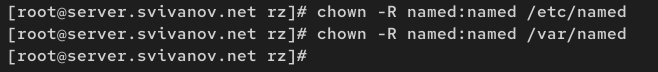 [root@server.svivanov.net rz]# chown -R named:named /etc/named
[root@server.svivanov.net rz]# chown -R named:named /var/named
[root@server.svivanov.net rz]#